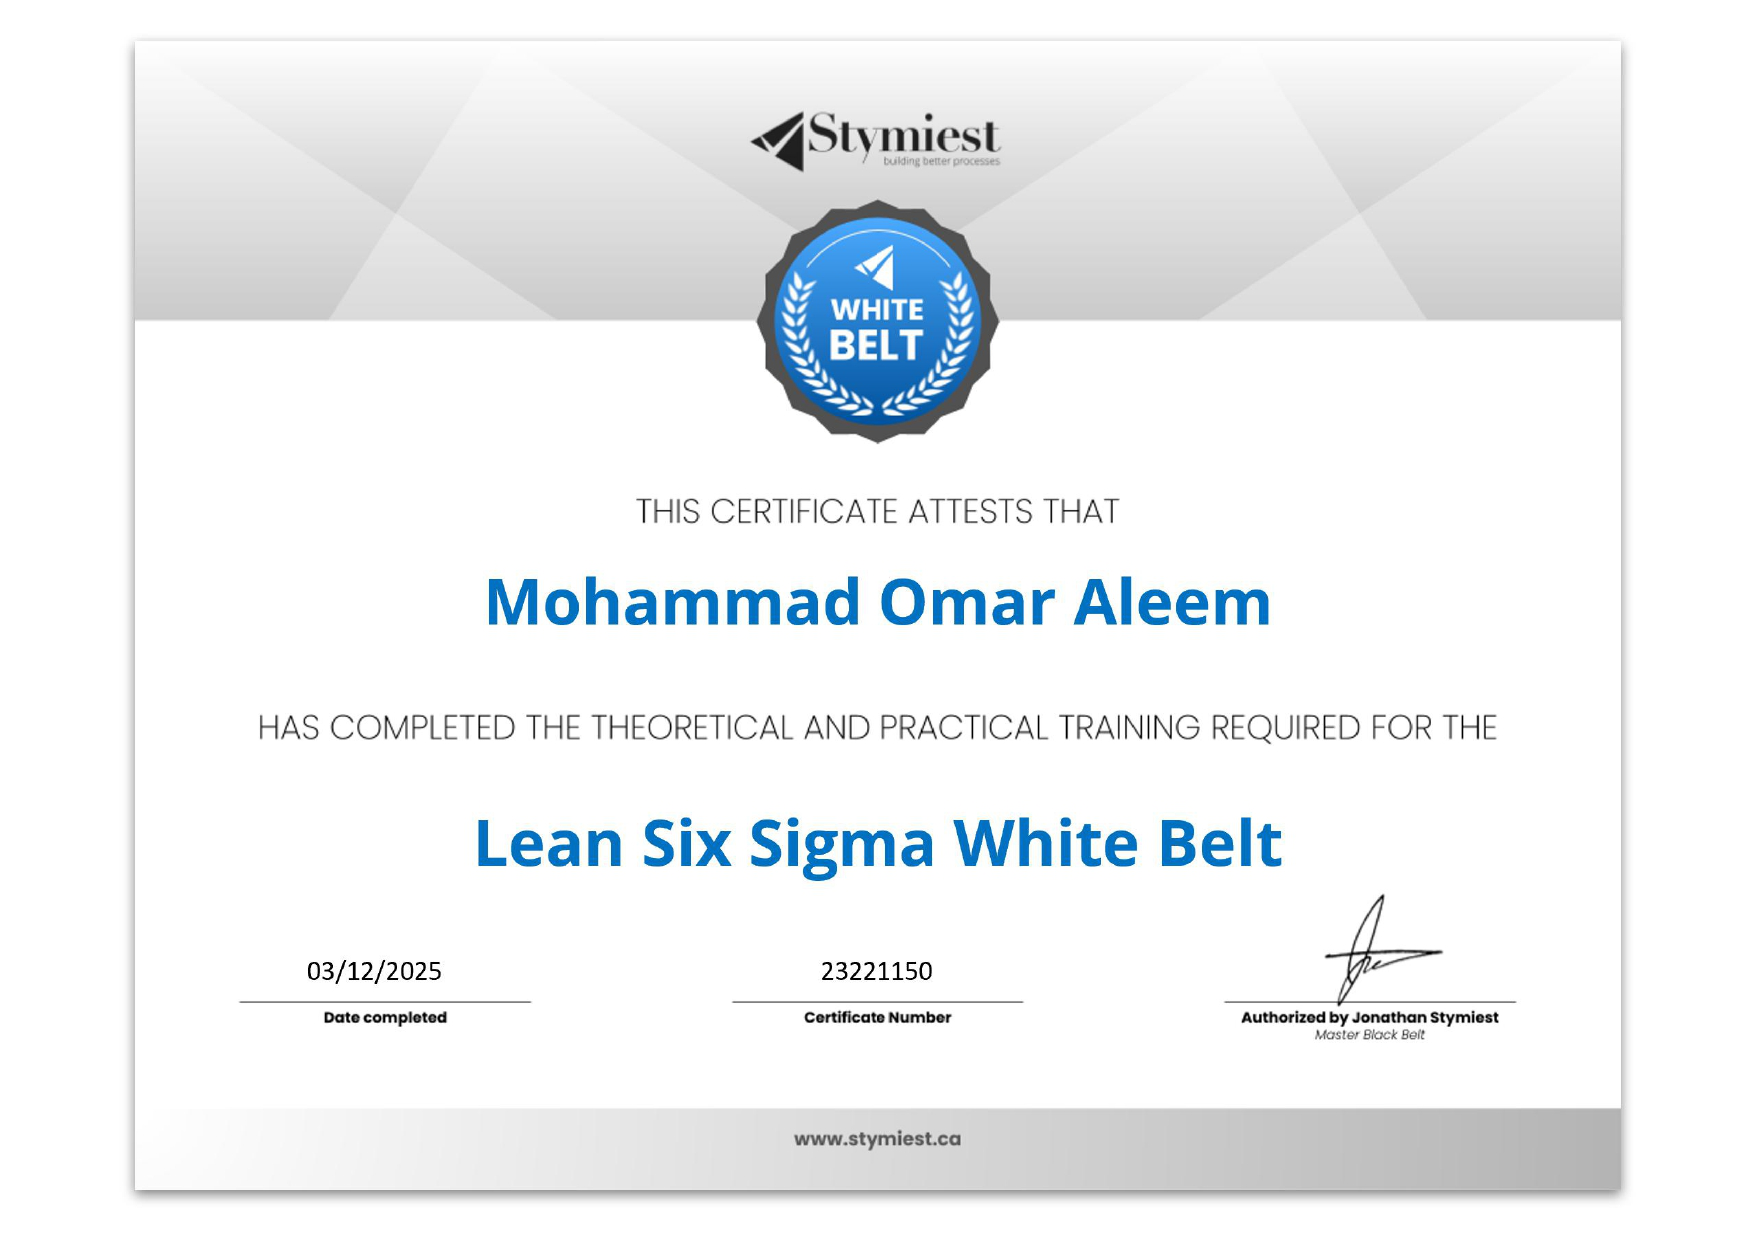 Stymiest
building better processes
WHITE
BELT
THIS CERTIFICATE ATTESTS THAT
Mohammad Omar Aleem
HAS COMPLETED THE THEORETICAL AND PRACTICAL TRAINING REQUIRED FOR THE
Lean Six Sigma White Belt
03/12/2025
Date completed
23221150
Certificate Number
Authorized by Jonathan Stymiest
Master Black Belt
www.stymiest.ca